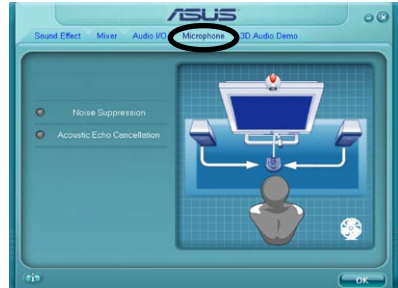 ASUS
Sound Effect Mixer Audio I/O Microphone 3D Audio Demo
Noise Suppression
Acoustic Echo Cancellation
OK